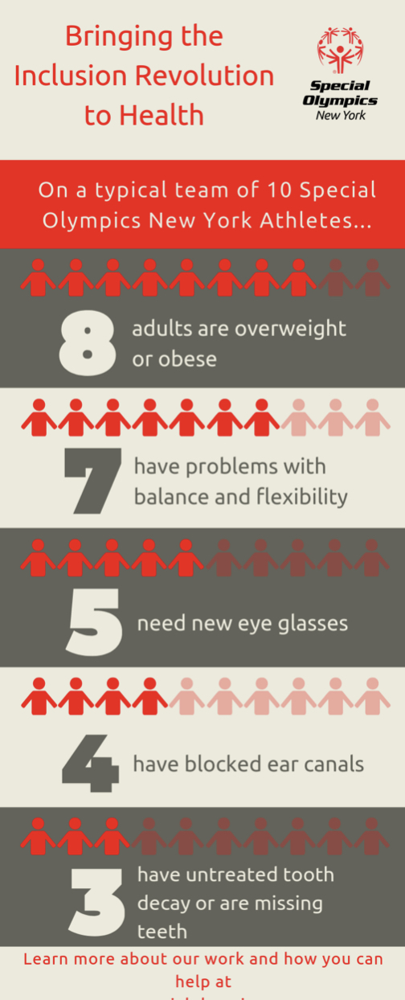 Bringing the
Inclusion Revolution
to Health
Special
Olympics
New York
On a typical team of 10 Special
Olympics New York Athletes...
8
adults are overweight
or obese
7
have problems with
balance and flexibility
5
need new eye glasses
4
have blocked ear canals
3
have untreated tooth
decay or are missing
teeth
Learn more about our work and how you can
help at